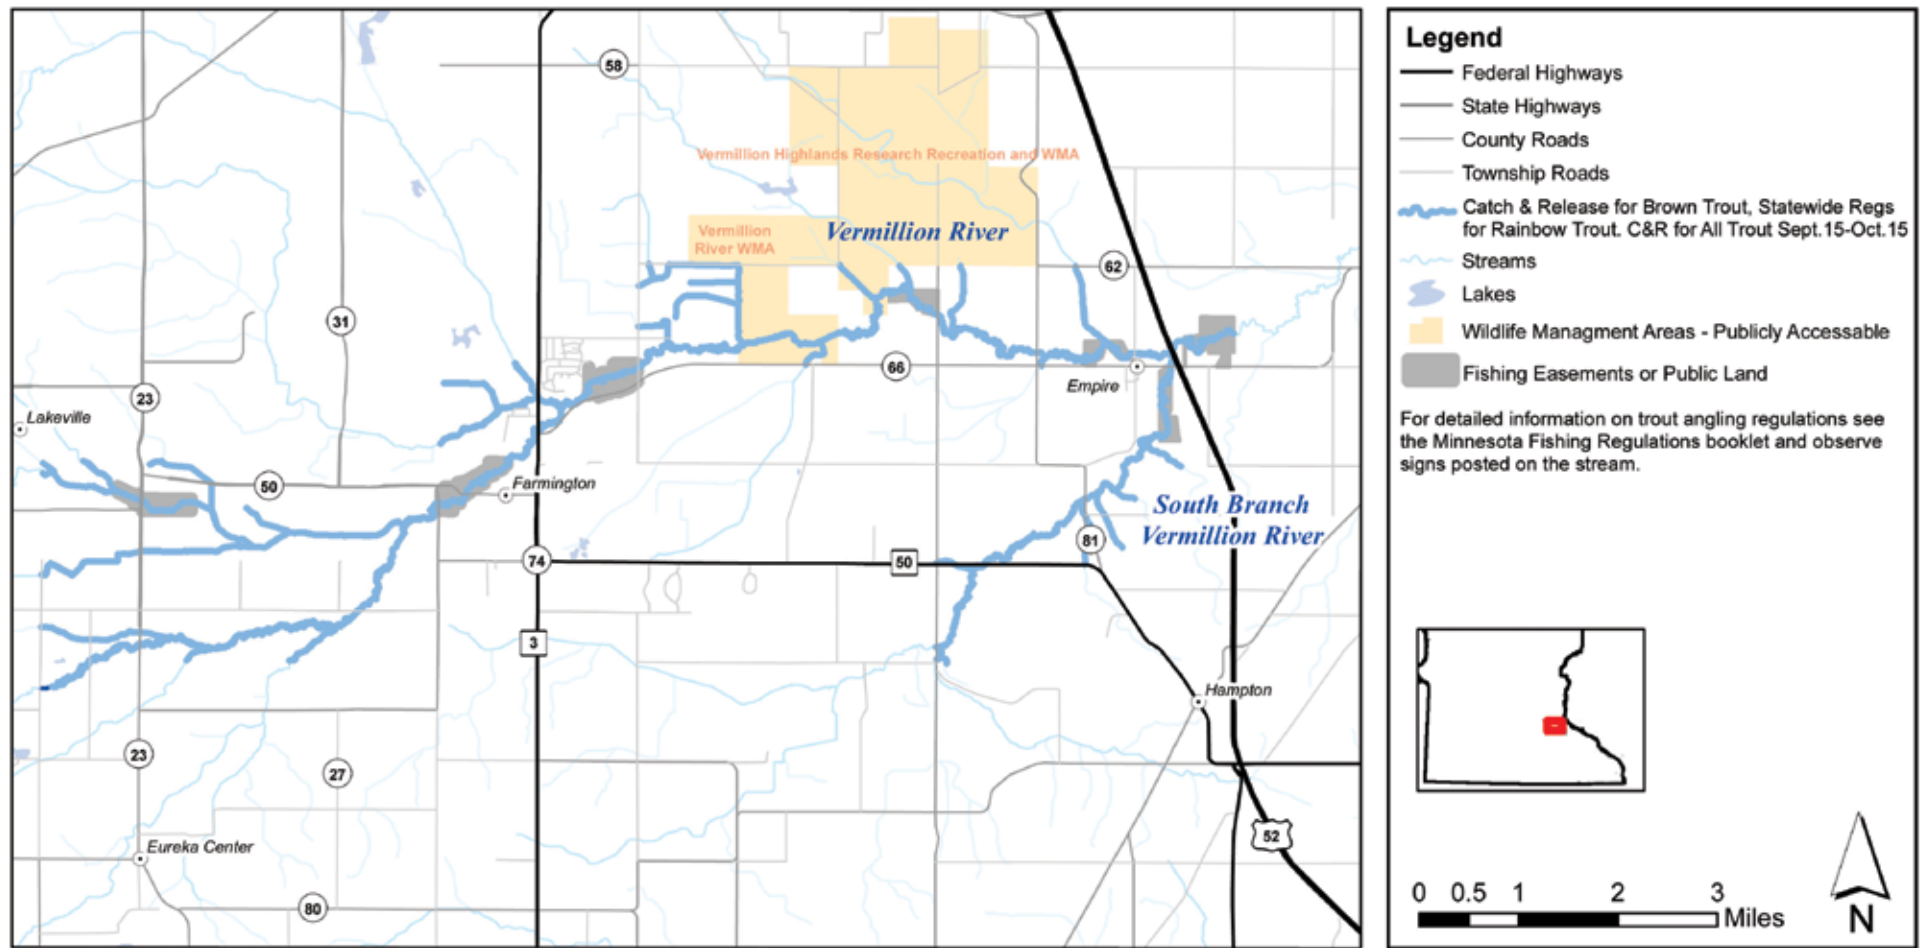 58
Vermillion Highlands Research Recreation and WMA
Vermillion
River WMA
Vermillion River
62
31
66
Empire
23
Lakeville
50
Farmington
South Branch
Vermillion River
81
74
50
3
Hampton
23
27
Eureka Center
52
80
Legend
Federal Highways
State Highways
County Roads
Township Roads
Catch & Release for Brown Trout, Statewide Regs
for Rainbow Trout. C&R for All Trout Sept.15-Oct.15
Streams
Lakes
Wildlife Managment Areas - Publicly Accessable
Fishing Easements or Public Land
For detailed information on trout angling regulations see
the Minnesota Fishing Regulations booklet and observe
signs posted on the stream.
0 0.5 1 2 3
Miles
N